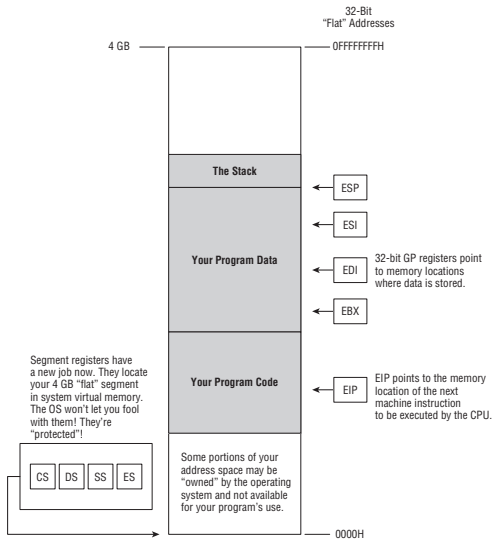 32-Bit
“Flat” Addresses
4 GB
0FFFFFFFFH
The Stack
ESP
ESI
Your Program Data
EDI
32-bit GP registers point
to memory locations
where data is stored.
EBX
Segment registers have
a new job now. They locate
your 4 GB “flat” segment
in system virtual memory.
The OS won’t let you fool
with them! They’re
“protected”!
Your Program Code
EIP
EIP points to the memory
location of the next
machine instruction
to be executed by the CPU.
CS
DS
SS
ES
Some portions of your
address space may be
“owned” by the operating
system and not available
for your program’s use.
0000H